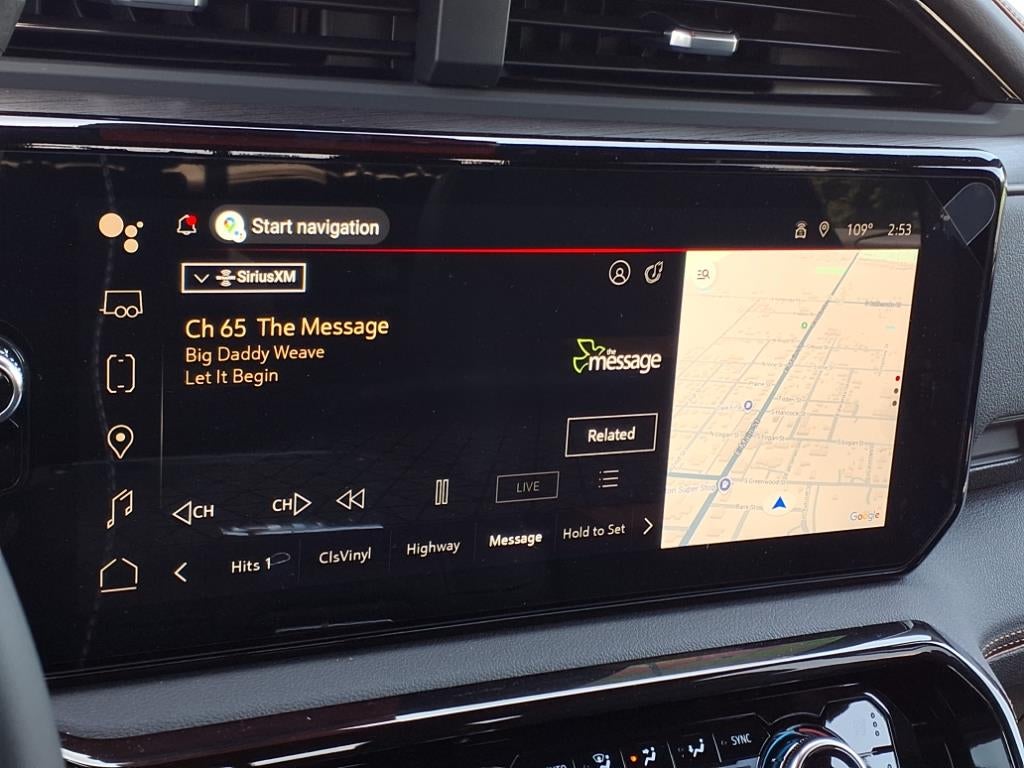 Start navigation
109° 2:53
SiriusXM
Ch 65 The Message
Big Daddy Weave
Let It Begin
the
message
Related
LIVE
CH
CH
Hits 1
ClsVinyl
Highway
Message
Hold to Set
Google
SYNC